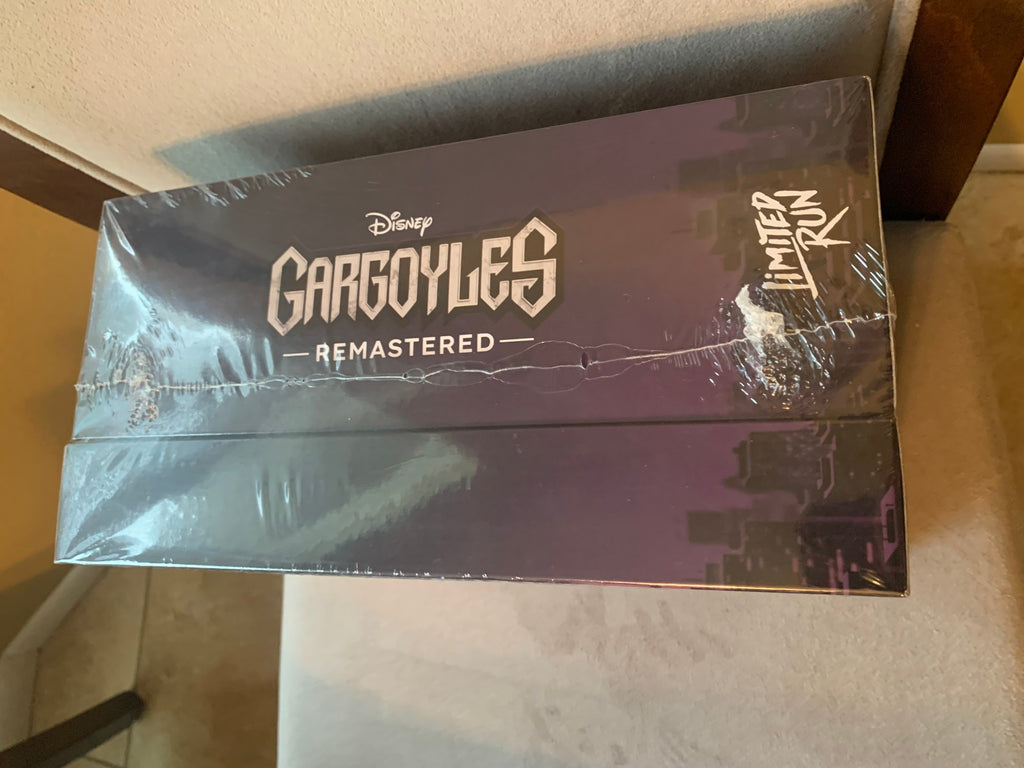 Disney
GARGOYLES
— REMASTERED —
LIMITED
RUN